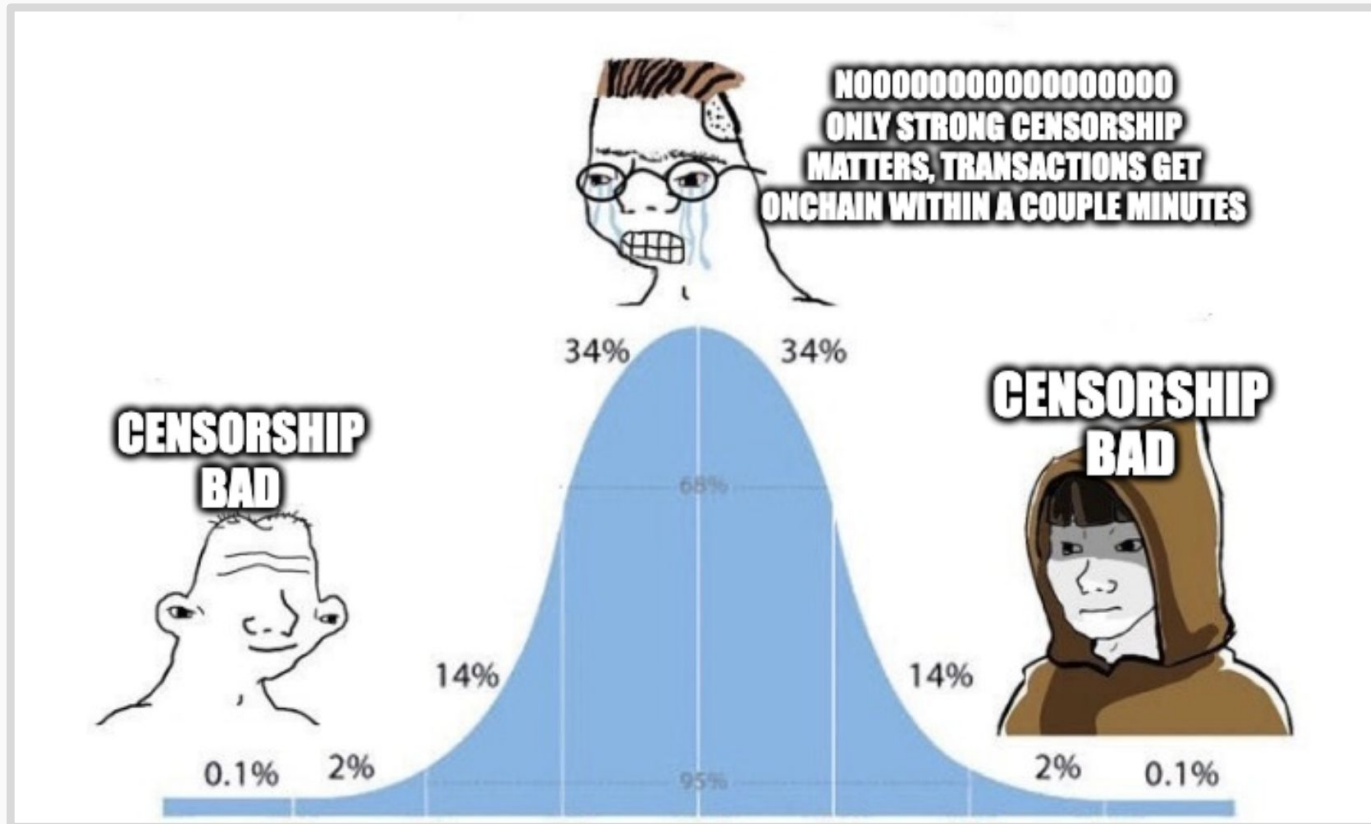 NOOOOOOOOOOOOOOOOO
ONLY STRONG CENSORSHIP
MATTERS, TRANSACTIONS GET
ONCHAIN WITHIN A COUPLE MINUTES
34%
34%
CENSORSHIP
BAD
CENSORSHIP
BAD
68%
14%
14%
0.1%
2%
95%
2%
0.1%